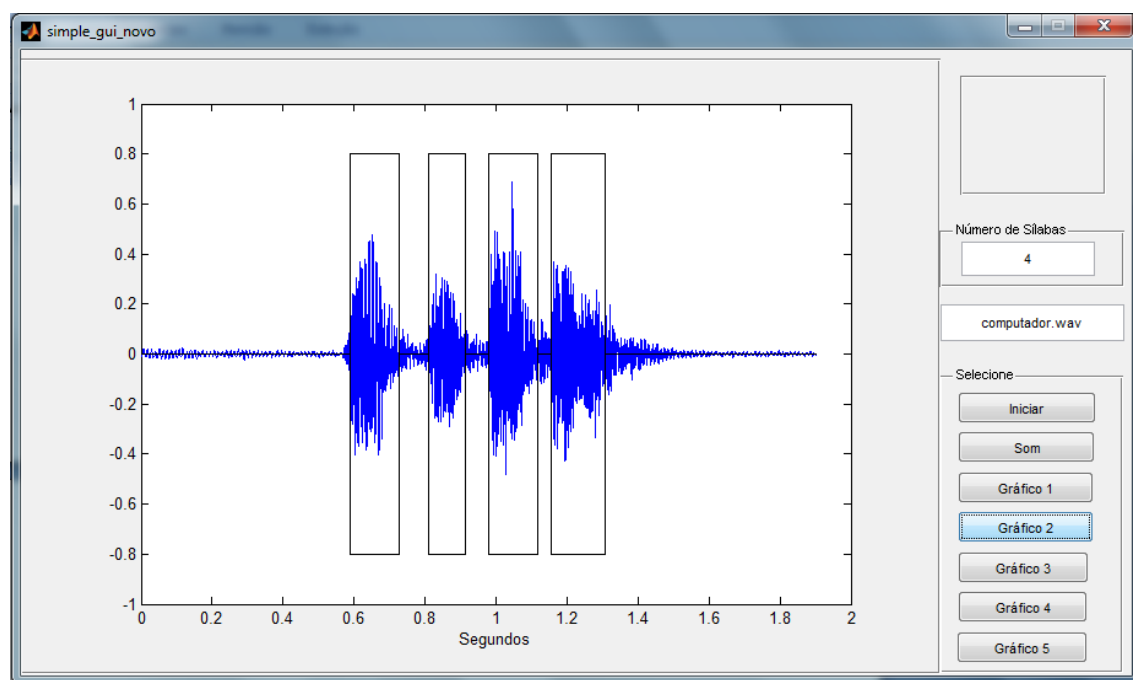 simple_gui_novo
1
0.8
0.6
0.4
0.2
0
-0.2
-0.4
-0.6
-0.8
-1
0 0.2 0.4 0.6 0.8 1 1.2 1.4 1.6 1.8 2
Segundos
Número de Sílabas
4
computador.wav
Selecione
Iniciar
Som
Gráfico 1
Gráfico 2
Gráfico 3
Gráfico 4
Gráfico 5